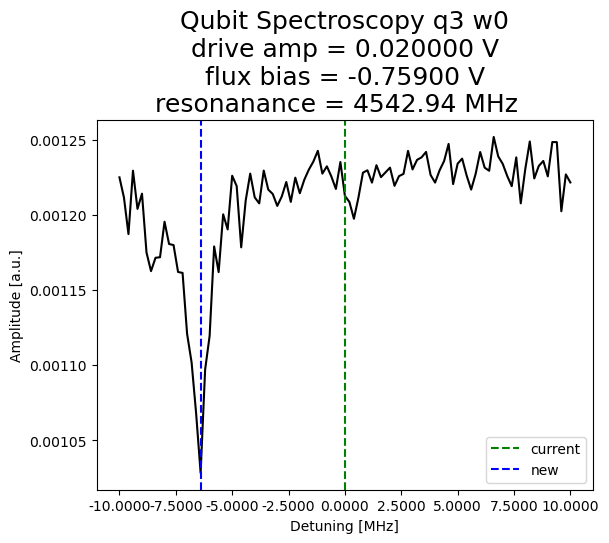 Qubit Spectroscopy q3 w0
drive amp = 0.020000 V
flux bias = -0.75900 V
resonanance = 4542.94 MHz
0.00125
0.00120
0.00115
0.00110
0.00105
Amplitude [a.u.]
current
new
-10.0000 -7.5000 -5.0000 -2.5000 0.0000 2.5000 5.0000 7.5000 10.0000
Detuning [MHz]